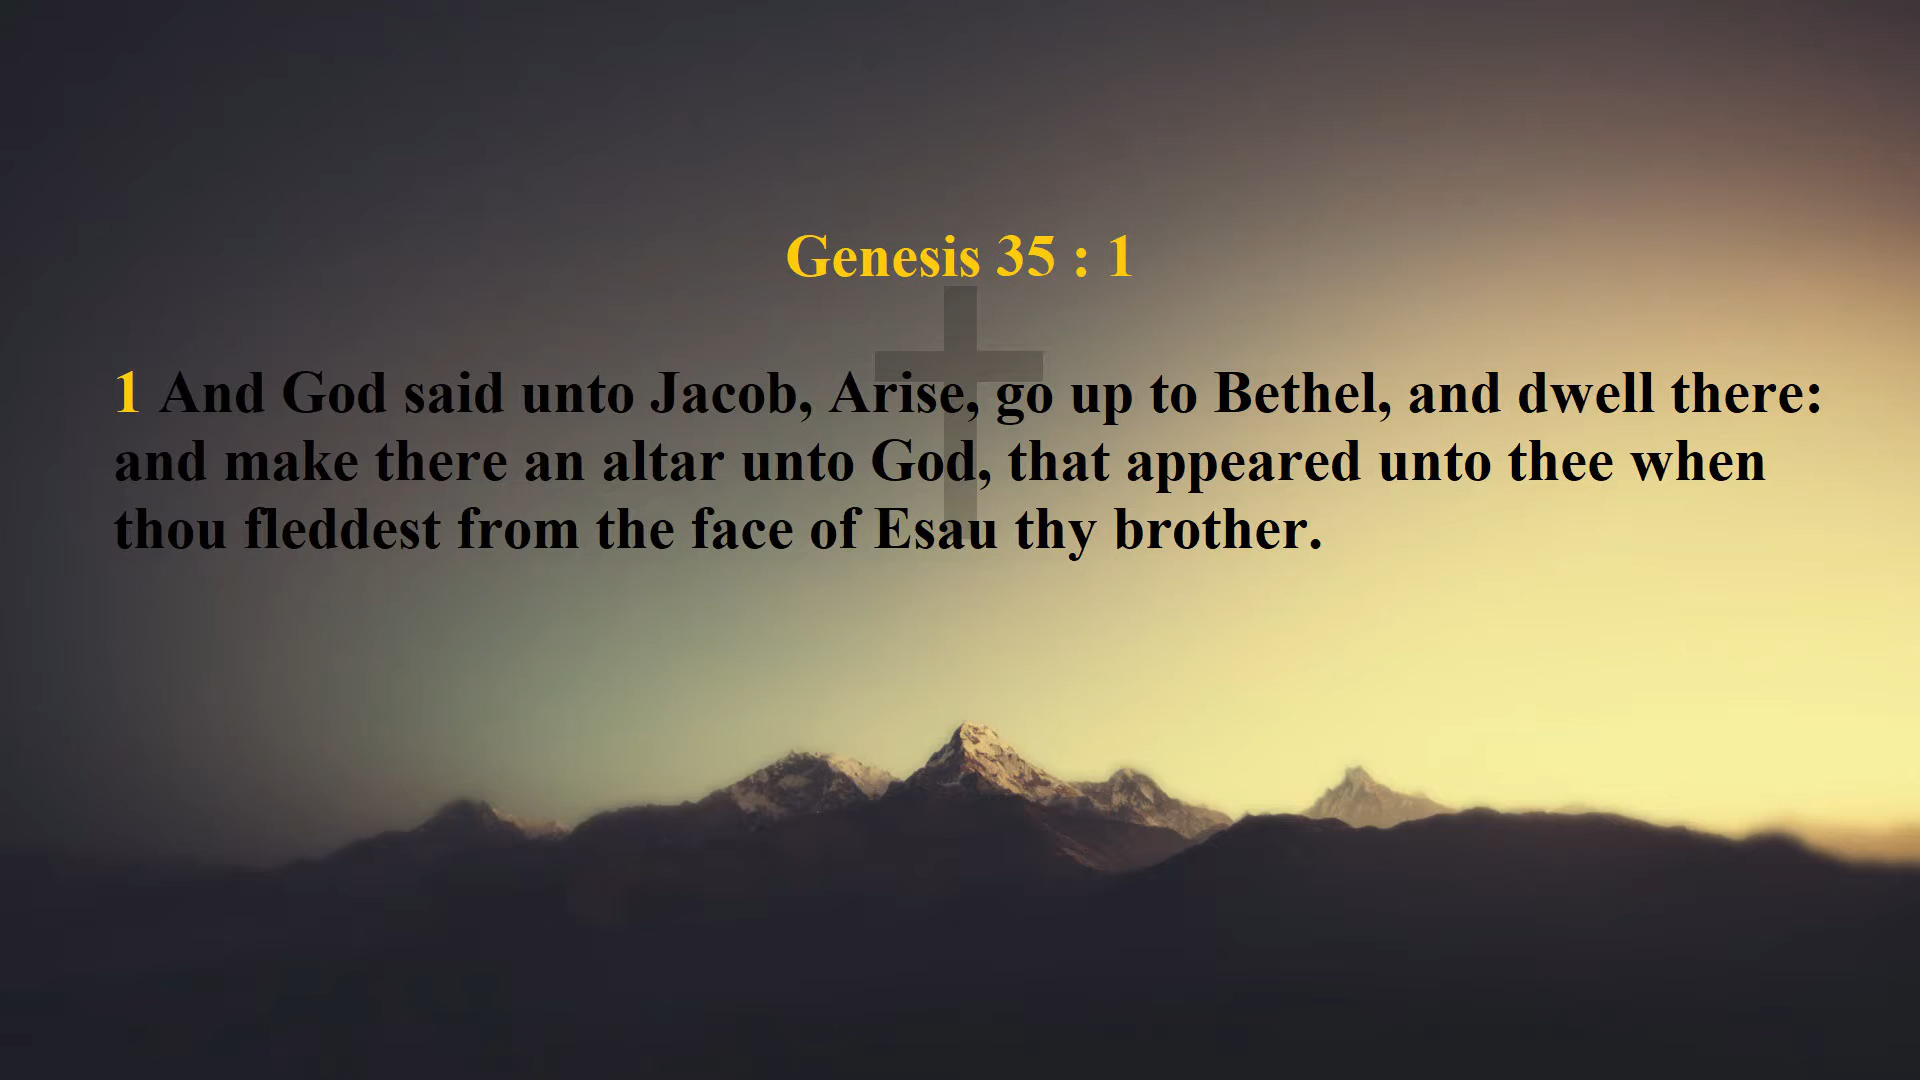 Genesis 35 : 1
1 And God said unto Jacob, Arise, go up to Bethel, and dwell there:
and make there an altar unto God, that appeared unto thee when
thou fleddest from the face of Esau thy brother.